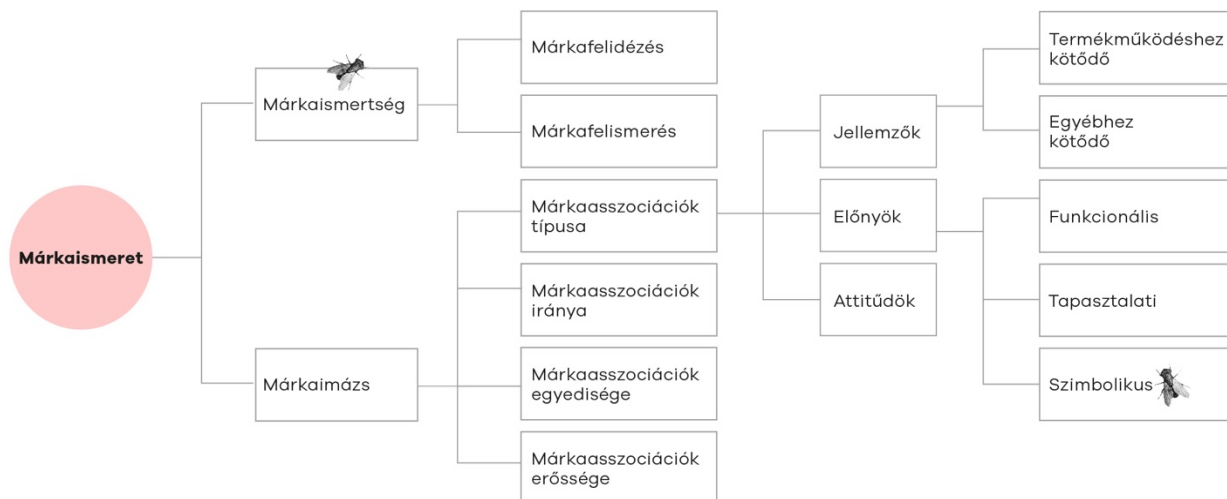 Márkaismeret
Márkaismertség
Márkaimázs
Márkafelidézés
Márkafelismerés
Márkaasszociációk
típusa
Márkaasszociációk
iránya
Márkaasszociációk
egyedisége
Márkaasszociációk
erőssége
Jellemzők
Előnyök
Attitűdök
Termékműködéshez
kötődő
Egyébhez
kötődő
Funkcionális
Tapasztalati
Szimbolikus